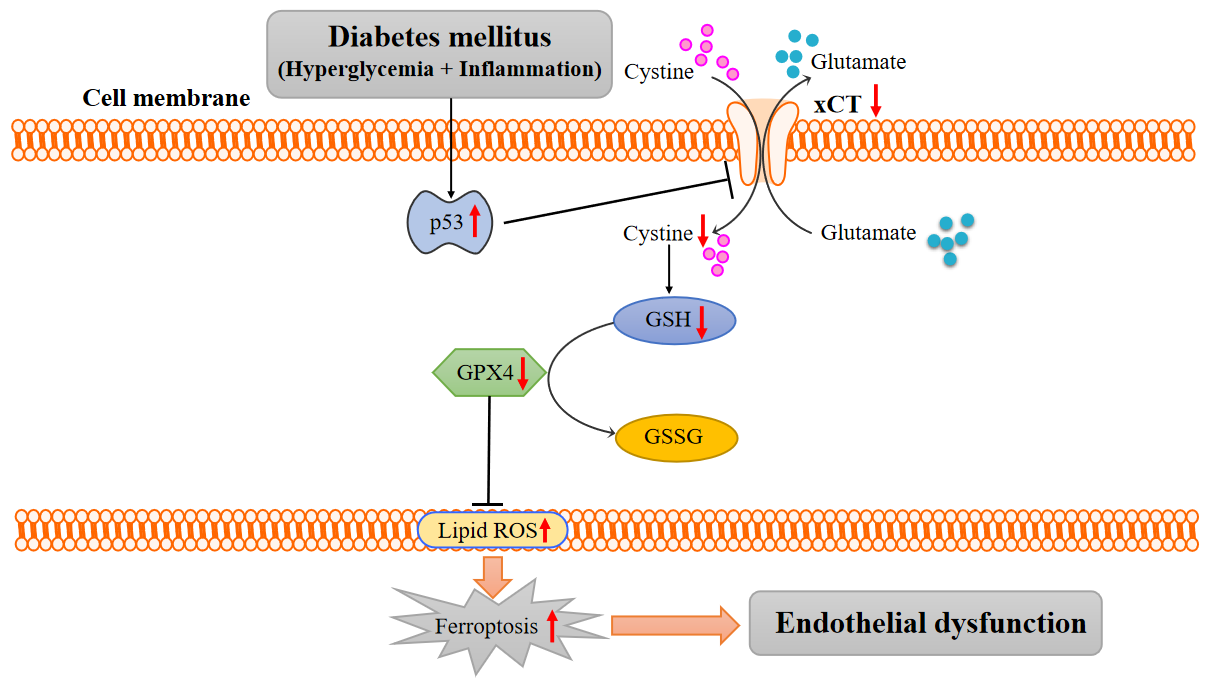 Diabetes mellitus
(Hyperglycemia + Inflammation)
Cystine
Glutamate
Cell membrane
xCT
p53
Cystine
Glutamate
GSH
GPX4
GSSG
Lipid ROS
Ferroptosis
Endothelial dysfunction